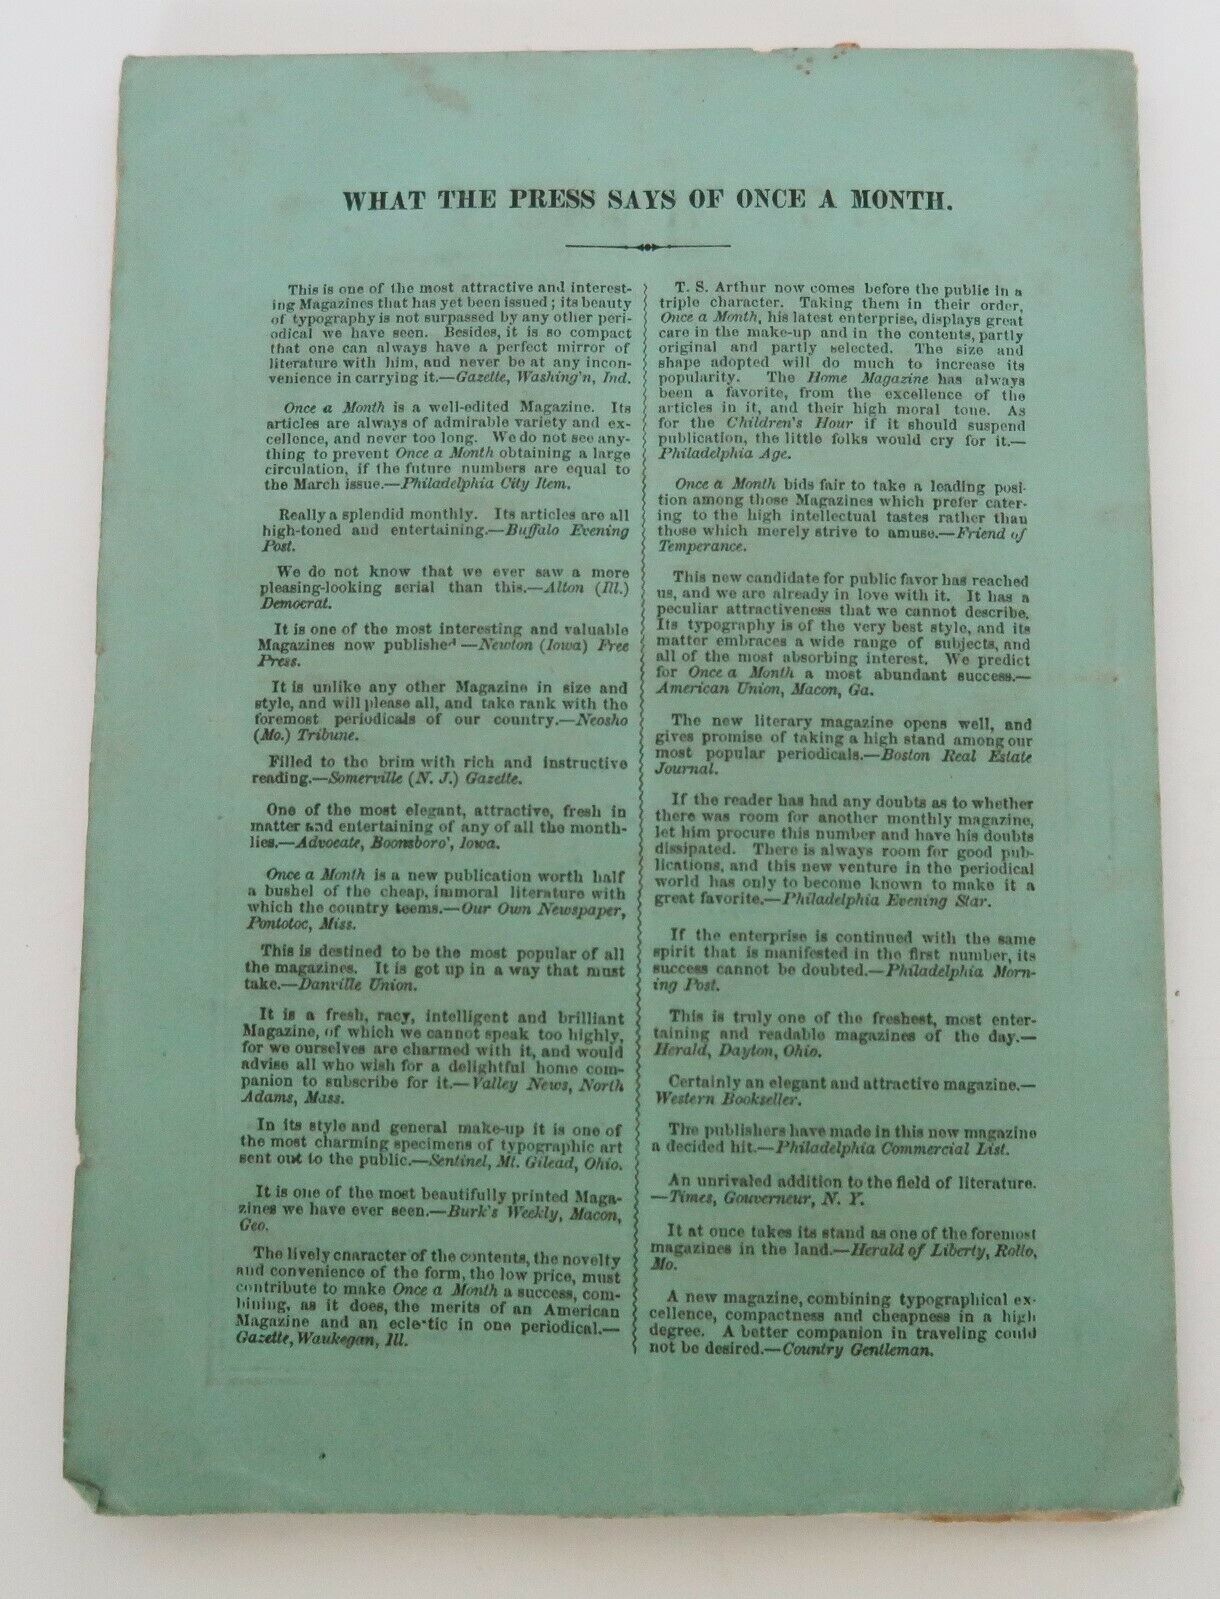 WHAT THE PRESS SAYS OF ONCE A MONTH.
This is one of the most attractive and interest-
ing Magazines that has yet been issued; its beauty
of typography is not surpassed by any other peri-
odical we have seen. Besides, it is so compact
that one can always have a perfect mirror of
literature with him, and never be at any incon-
venience in carrying it.—Gazette, Washing'n, Ind.
Once a Month is a well-edited Magazine. Its
articles are always of admirable variety and ex-
cellence, and never too long. We do not see any-
thing to prevent Once a Month obtaining a large
circulation, if the future numbers are equal to
the March issue.—Philadelphia City Item.
Really a splendid monthly. Its articles are all
high-toned and entertaining.—Buffalo Evening
Post.
We do not know that we ever saw a more
pleasing-looking serial than this.—Alton (Ill.)
Democrat.
It is one of the most interesting and valuable
Magazines now published—Newton (Iowa) Free
Press.
It is unlike any other Magazine in size and
style, and will please all, and take rank with the
foremost periodicals of our country.—Neosho
(Mo.) Tribune.
Filled to the brim with rich and instructive
reading.—Somerville (N. J.) Gazette.
One of the most elegant, attractive, fresh in
matter and entertaining of any of all the month-
lies.—Advocate, Boonsboro', Iowa.
Once a Month is a new publication worth half
a bushel of the cheap, immoral literature with
which the country teems.—Our Own Newspaper,
Pontotoc, Miss.
This is destined to be the most popular of all
the magazines. It is got up in a way that must
take.—Danville Union.
It is a fresh, racy, intelligent and brilliant
Magazine, of which we cannot speak too highly,
for we ourselves are charmed with it, and would
advise all who wish for a delightful home com-
panion to subscribe for it.—Valley News, North
Adams, Mass.
In its style and general make-up it is one of
the most charming specimens of typographic art
sent out to the public.—Sentinel, Mt. Gilead, Ohio.
It is one of the most beautifully printed Maga-
zines we have ever seen.—Burk's Weekly, Macon,
Geo.
The lively character of the contents, the novelty
and convenience of the form, the low price, must
contribute to make Once a Month a success, com-
bining, as it does, the merits of an American
Magazine and an eclectic in one periodical.—
Gazette, Waukegan, Ill.
T. S. Arthur now comes before the public in a
triple character. Taking them in their order,
Once a Month, his latest enterprise, displays great
care in the make-up and in the contents, partly
original and partly selected. The size and
shape adopted will do much to increase its
popularity. The Home Magazine has always
been a favorite, from the excellence of the
articles in it, and their high moral tone. As
for the Children's Hour if it should suspend
publication, the little folks would cry for it.—
Philadelphia Age.
Once a Month bids fair to take a leading posi-
tion among those Magazines which prefer cater-
ing to the high intellectual tastes rather than
those which merely strive to amuse.—Friend of
Temperance.
This new candidate for public favor has reached
us, and we are already in love with it. It has a
peculiar attractiveness that we cannot describe.
Its typography is of the very best style, and its
matter embraces a wide range of subjects, and
all of the most absorbing interest. We predict
for Once a Month a most abundant success.—
American Union, Macon, Ga.
The new literary magazine opens well, and
gives promise of taking a high stand among our
most popular periodicals.—Boston Real Estate
Journal.
If the reader has had any doubts as to whether
there was room for another monthly magazine,
let him procure this number and have his doubts
dissipated. There is always room for good pub-
lications, and this new venture in the periodical
world has only to become known to make it a
great favorite.—Philadelphia Evening Star.
If the enterprise is continued with the same
spirit that is manifested in the first number, its
success cannot be doubted.—Philadelphia Morn-
ing Post.
This is truly one of the freshest, most enter-
taining and readable magazines of the day.—
Herald, Dayton, Ohio.
Certainly an elegant and attractive magazine.—
Western Bookseller.
The publishers have made in this new magazine
a decided hit.—Philadelphia Commercial List.
An unrivaled addition to the field of literature.
—Times, Gouverneur, N. Y.
It at once takes its stand as one of the foremost
magazines in the land.—Herald of Liberty, Rollo,
Mo.
A new magazine, combining typographical ex-
cellence, compactness and cheapness in a high
degree. A better companion in traveling could
not be desired.—Country Gentleman.